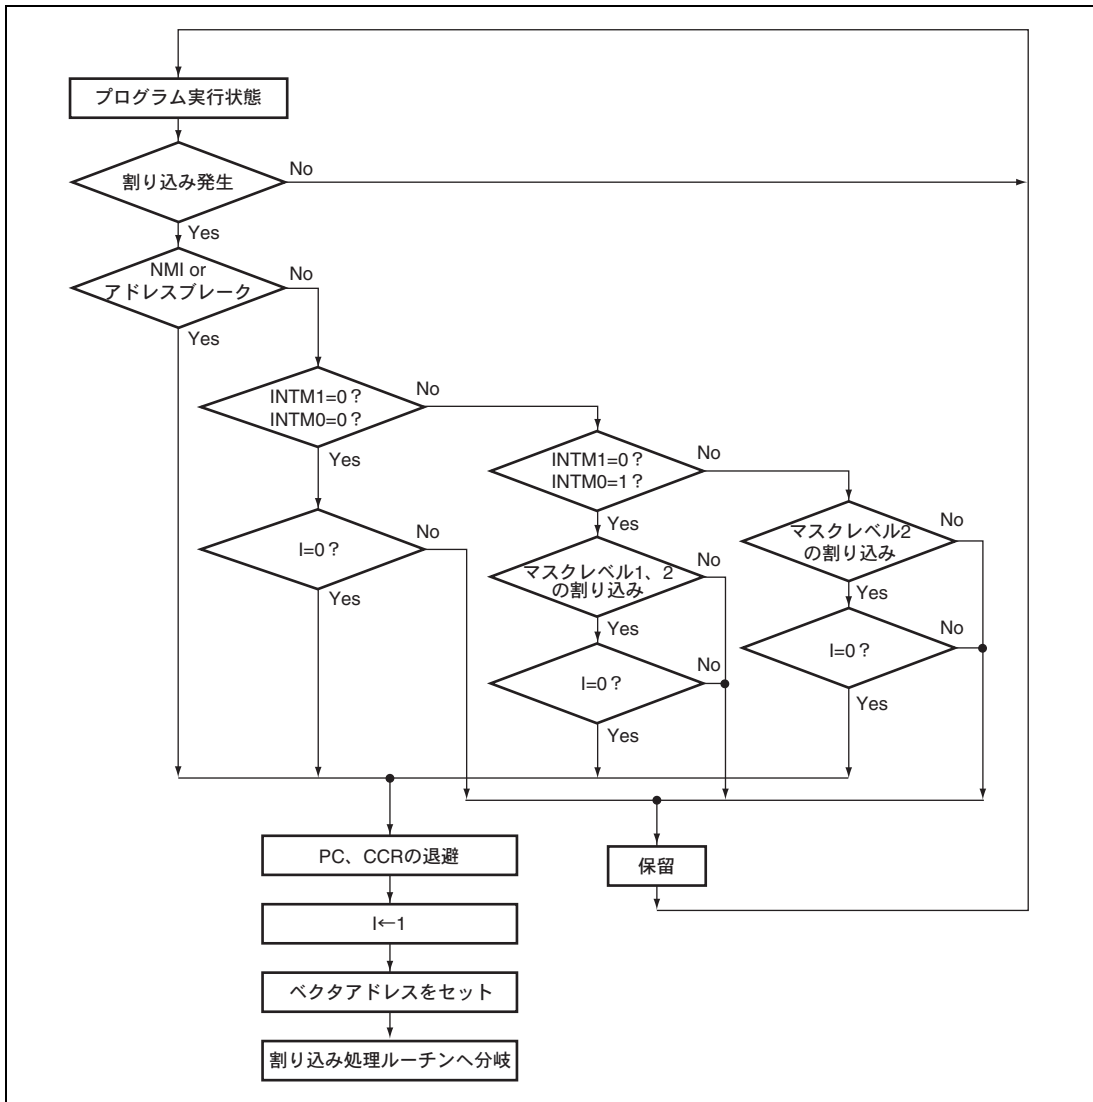 プログラム実行状態
割り込み発生
No
Yes
NMI or
アドレスブレーク
No
Yes
INTM1=0？
INTM0=0？
No
Yes
INTM1=0？
INTM0=1？
No
Yes
I=0？
No
Yes
マスクレベル1、2
の割り込み
No
Yes
マスクレベル2
の割り込み
No
Yes
I=0？
No
Yes
I=0？
No
Yes
PC、CCRの退避
保留
I←1
ベクタアドレスをセット
割り込み処理ルーチンへ分岐